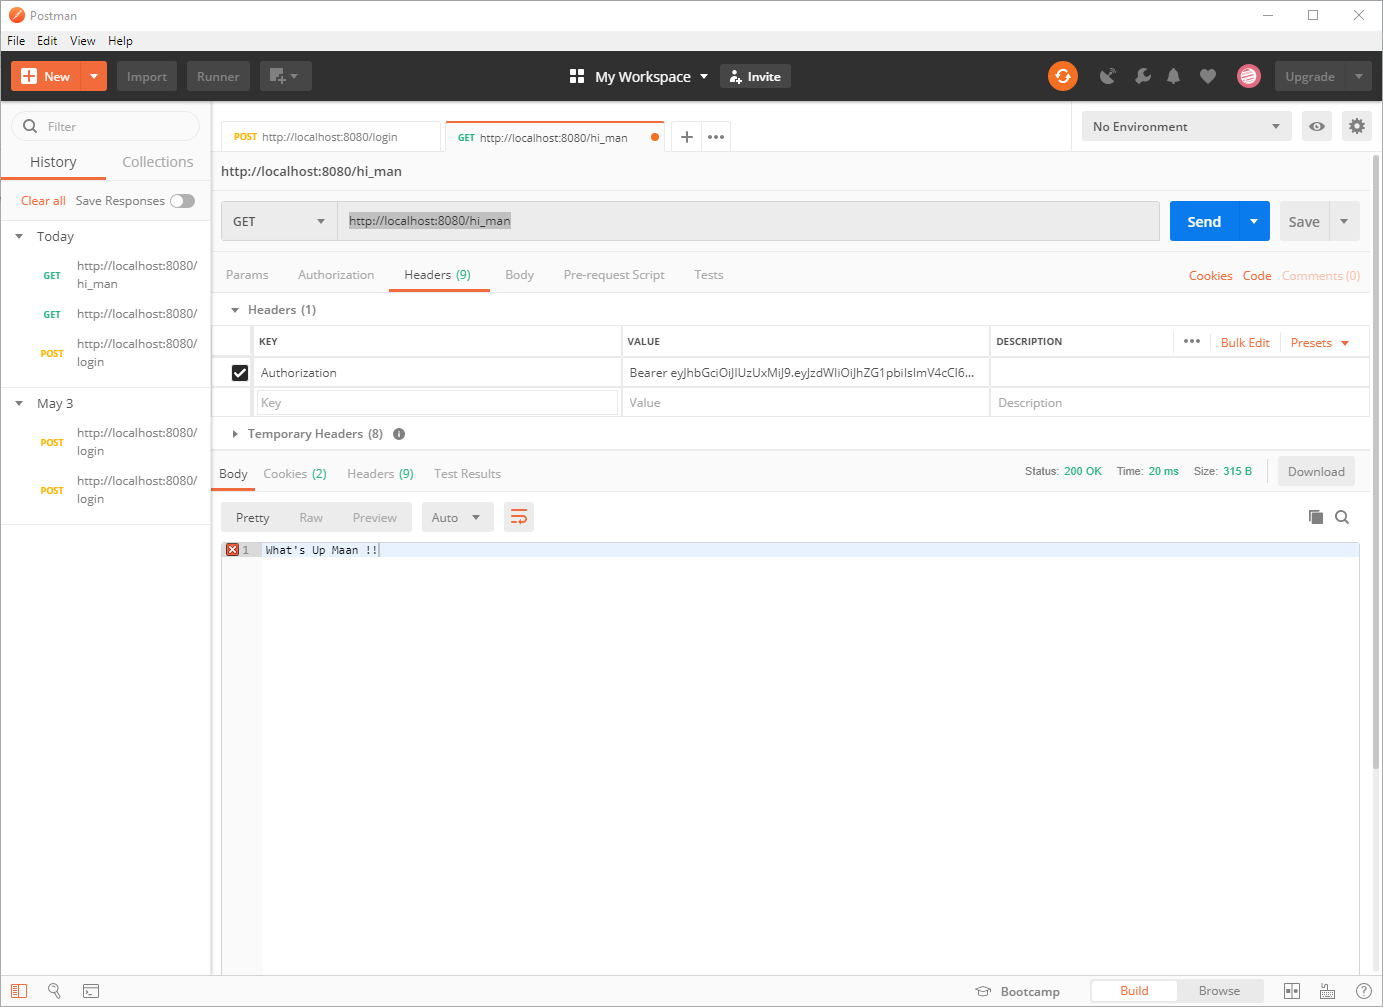 Postman
File Edit View Help
New Import Runner My Workspace Invite Upgrade
Filter
History Collections
Clear all Save Responses
Today
GET http://localhost:8080/
hi_man
GET http://localhost:8080/
POST http://localhost:8080/
login
May 3
POST http://localhost:8080/
login
POST http://localhost:8080/
login
POST http://localhost:8080/login GET http://localhost:8080/hi_man
No Environment
http://localhost:8080/hi_man
GET http://localhost:8080/hi_man Send Save
Params Authorization Headers (9) Body Pre-request Script Tests Cookies Code Comments (0)
Headers (1)
KEY VALUE DESCRIPTION Bulk Edit Presets
Authorization Bearer eyJhbGciOiJIUzUxMiJ9.eyJzdWIiOiJhZG1pbiIsImV4cCI6...
Key Value Description
Temporary Headers (8)
Body Cookies (2) Headers (9) Test Results Status: 200 OK Time: 20 ms Size: 315 B Download
Pretty Raw Preview Auto
1 What's Up Maan !!
Bootcamp Build Browse